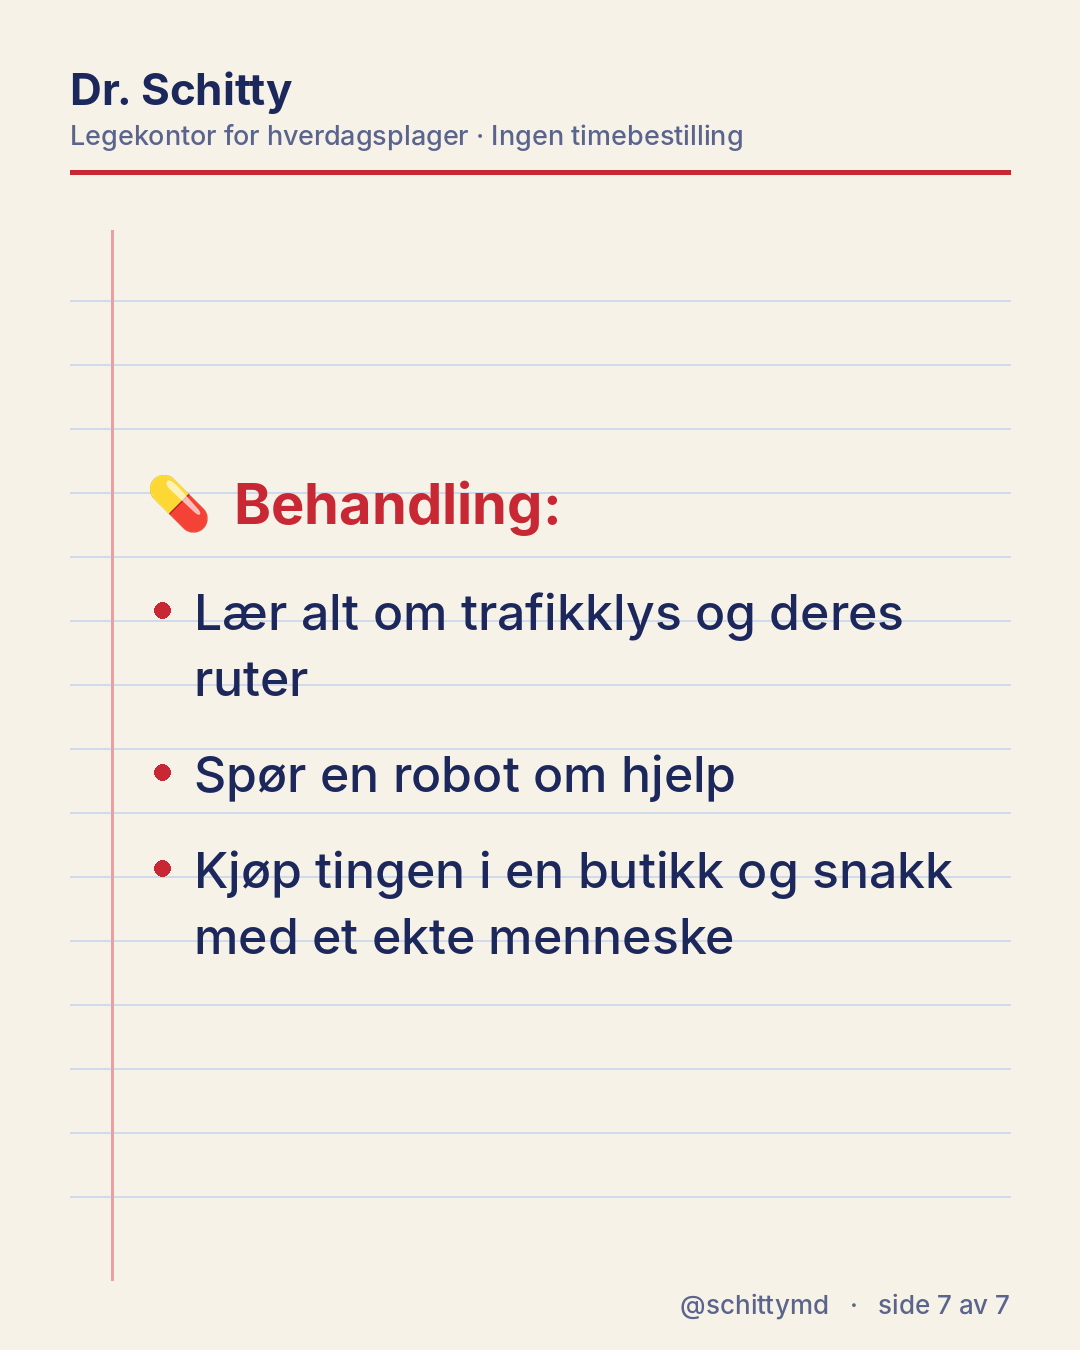 Dr. Schitty
Legekontor for hverdagsplager · Ingen timebestilling
💊 Behandling:
• Lær alt om trafikklys og deres
ruter
• Spør en robot om hjelp
• Kjøp tingen i en butikk og snakk
med et ekte menneske
@schittymd · side 7 av 7